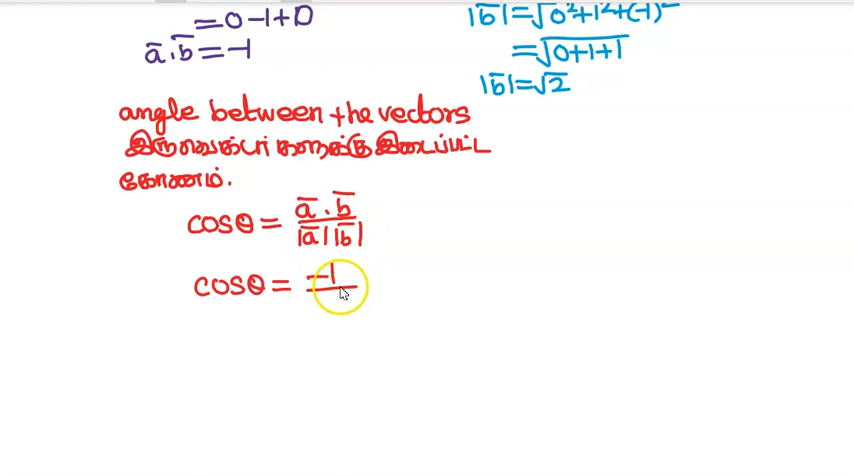 = 0 - 1 + 0
a̅ . b̅ = -1
|b̅| = √0²+1²+(-1)²
= √0+1+1
|b̅| = √2
angle between the vectors
இரு வெக்டர்களுக்கு இடைப்பட்ட
கோணம்.
cosθ = a̅ . b̅ / |a̅| |b̅|
cosθ = -1 /